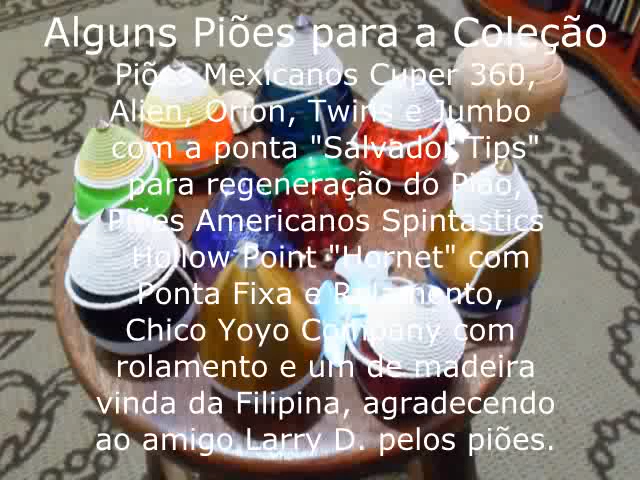 Alguns Piões para a Coleção
Piões Mexicanos Cuper 360,
Alien, Orion, Twins e Jumbo
com a ponta "Salvador Tips"
para regeneração do Pião,
Piões Americanos Spintastics
Hollow Point "Hornet" com
Ponta Fixa e Rolamento,
Chico Yoyo Company com
rolamento e um de madeira
vinda da Filipina, agradecendo
ao amigo Larry D. pelos piões.